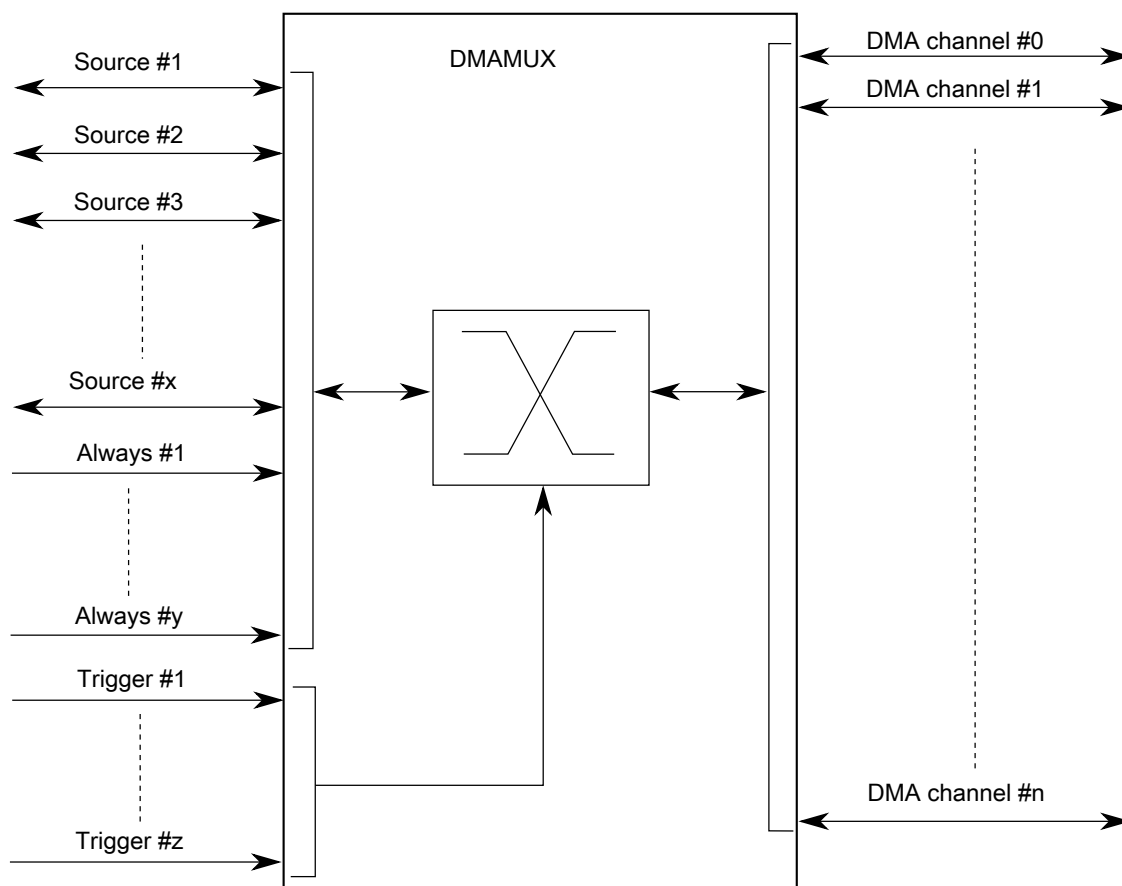 DMAMUX
Source #1
Source #2
Source #3
Source #x
Always #1
Always #y
Trigger #1
Trigger #z
DMA channel #0
DMA channel #1
DMA channel #n